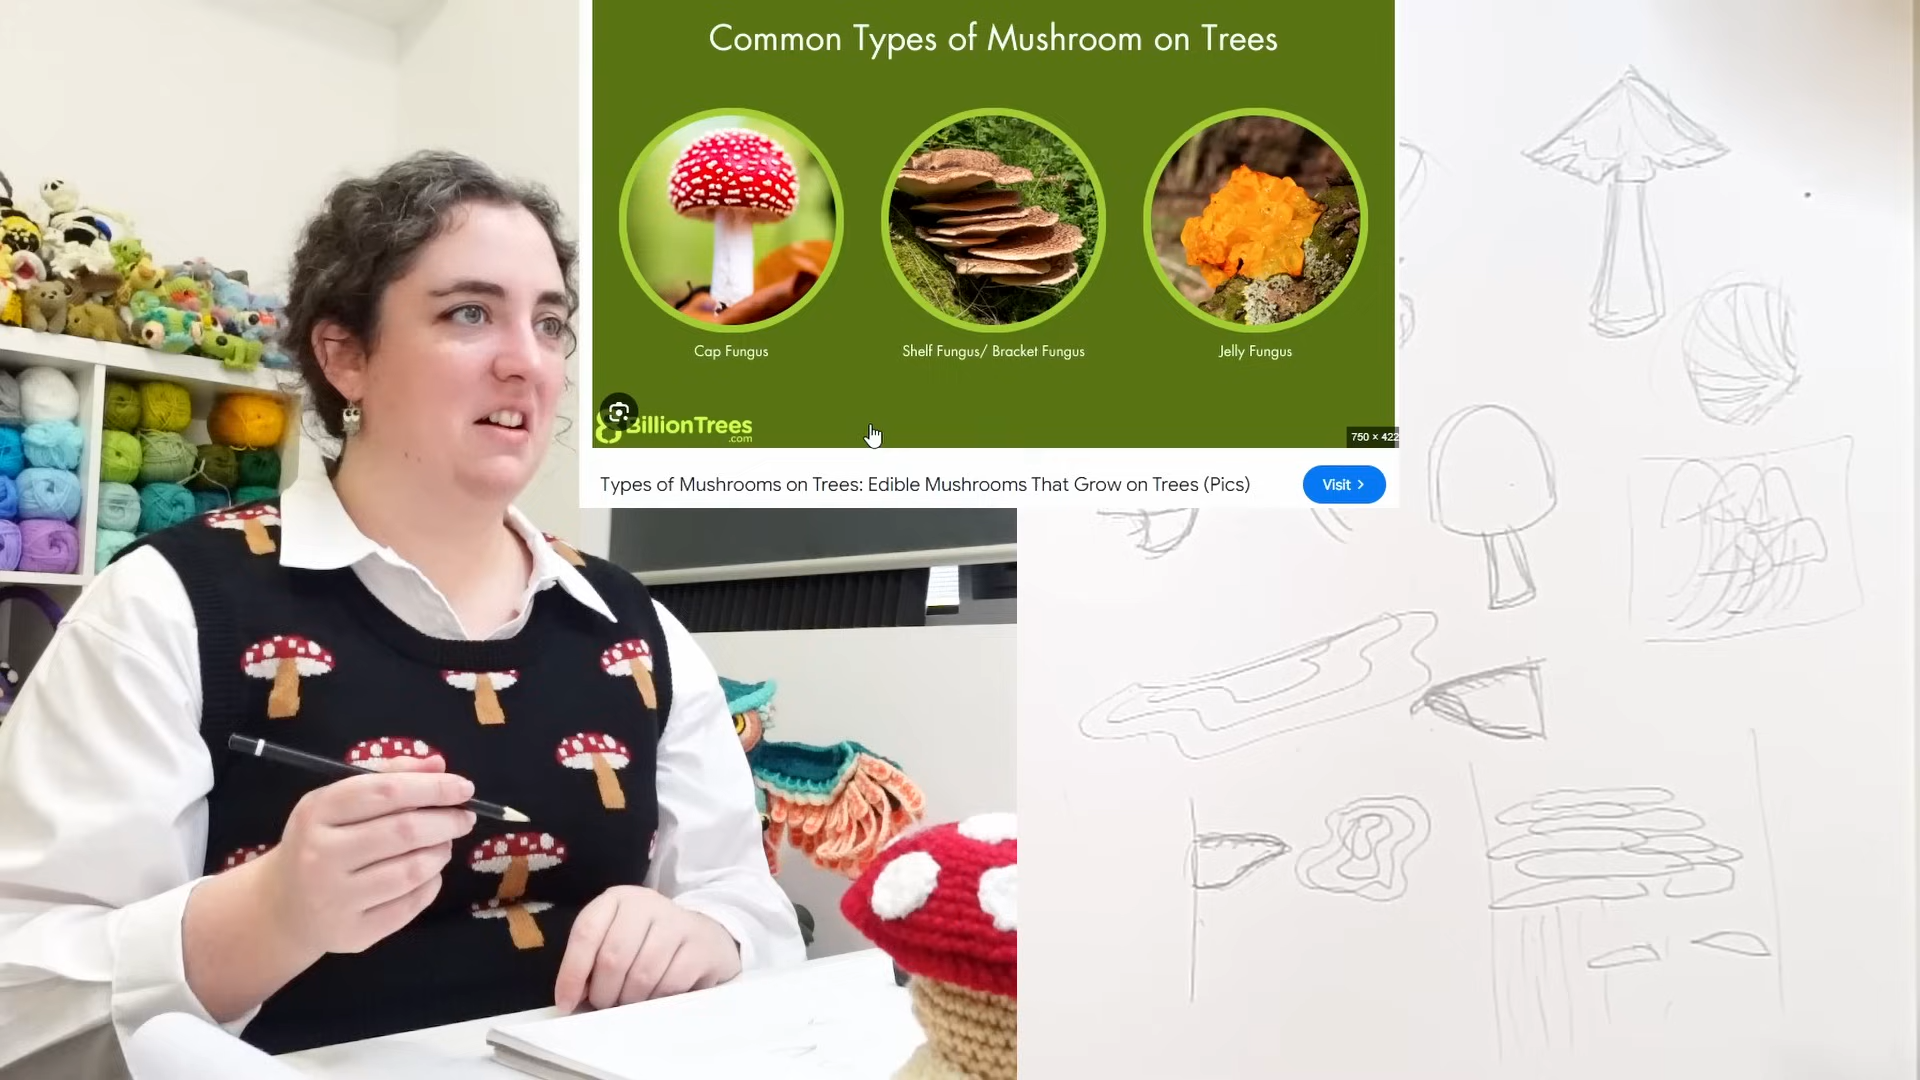 Common Types of Mushroom on Trees
Cap Fungus
Shelf Fungus/ Bracket Fungus
Jelly Fungus
8BillionTrees
.com
750 × 422
Types of Mushrooms on Trees: Edible Mushrooms That Grow on Trees (Pics)
Visit >